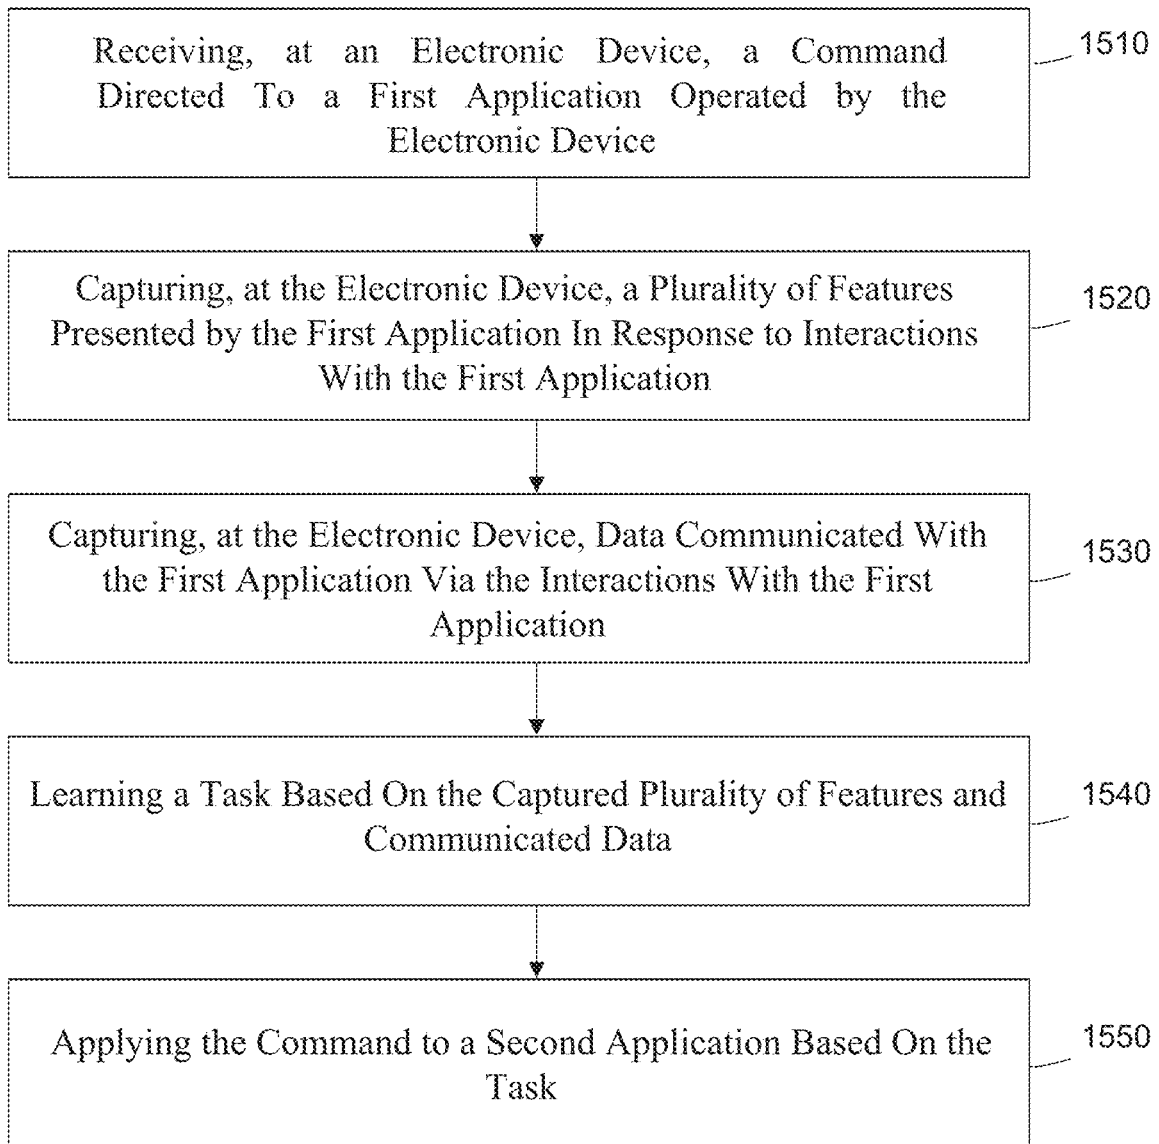 Receiving, at an Electronic Device, a Command
Directed To a First Application Operated by the
Electronic Device
1510
Capturing, at the Electronic Device, a Plurality of Features
Presented by the First Application In Response to Interactions
With the First Application
1520
Capturing, at the Electronic Device, Data Communicated With
the First Application Via the Interactions With the First
Application
1530
Learning a Task Based On the Captured Plurality of Features and
Communicated Data
1540
Applying the Command to a Second Application Based On the
Task
1550